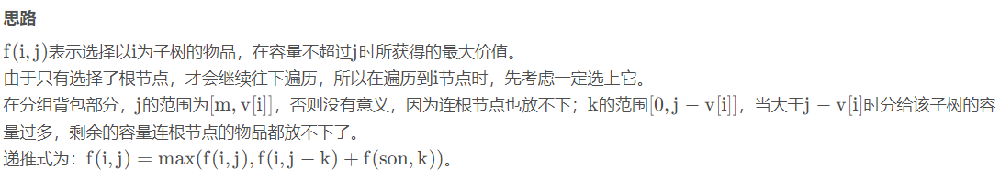 思路
f(i, j)表示选择以i为子树的物品，在容量不超过j时所获得的最大价值。
由于只有选择了根节点，才会继续往下遍历，所以在遍历到i节点时，先考虑一定选上它。
在分组背包部分，j的范围为[m, v[i]]，否则没有意义，因为连根节点也放不下；k的范围[0, j − v[i]]，当大于j − v[i]时分给该子树的容
量过多，剩余的容量连根节点的物品都放不下了。
递推式为：f(i, j) = max(f(i, j), f(i, j − k) + f(son, k))。